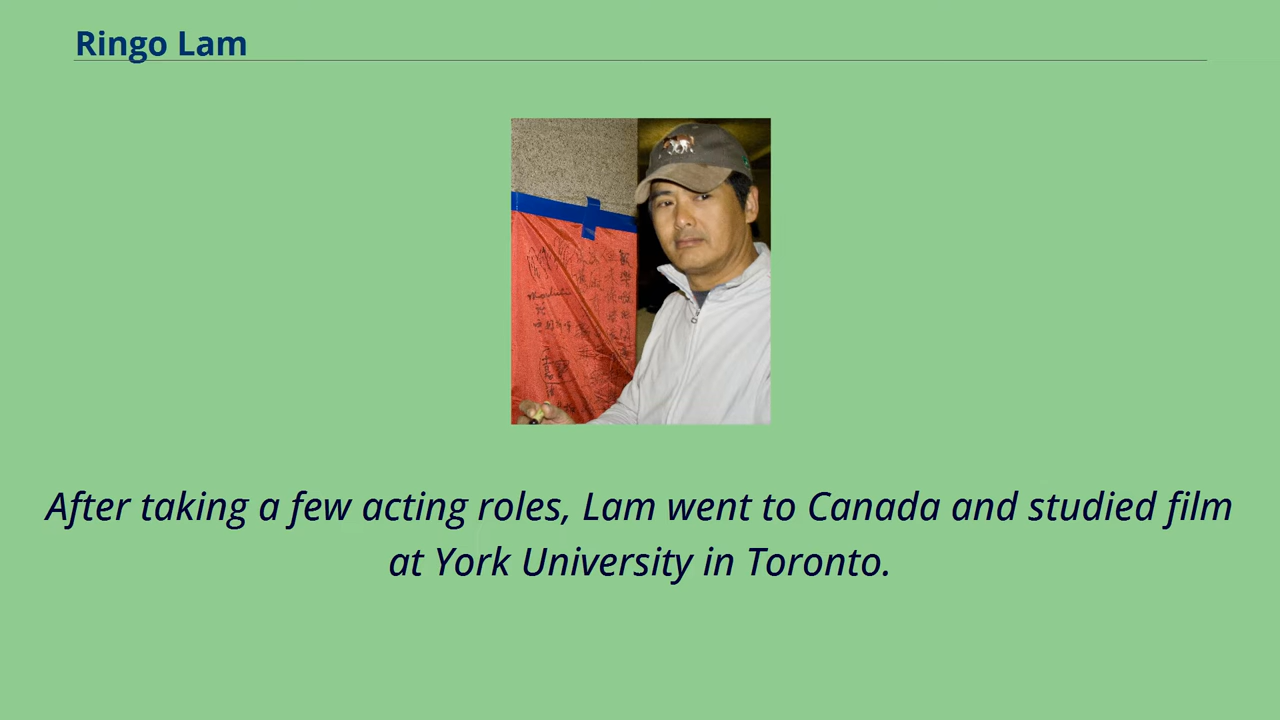 Ringo Lam
After taking a few acting roles, Lam went to Canada and studied film
at York University in Toronto.